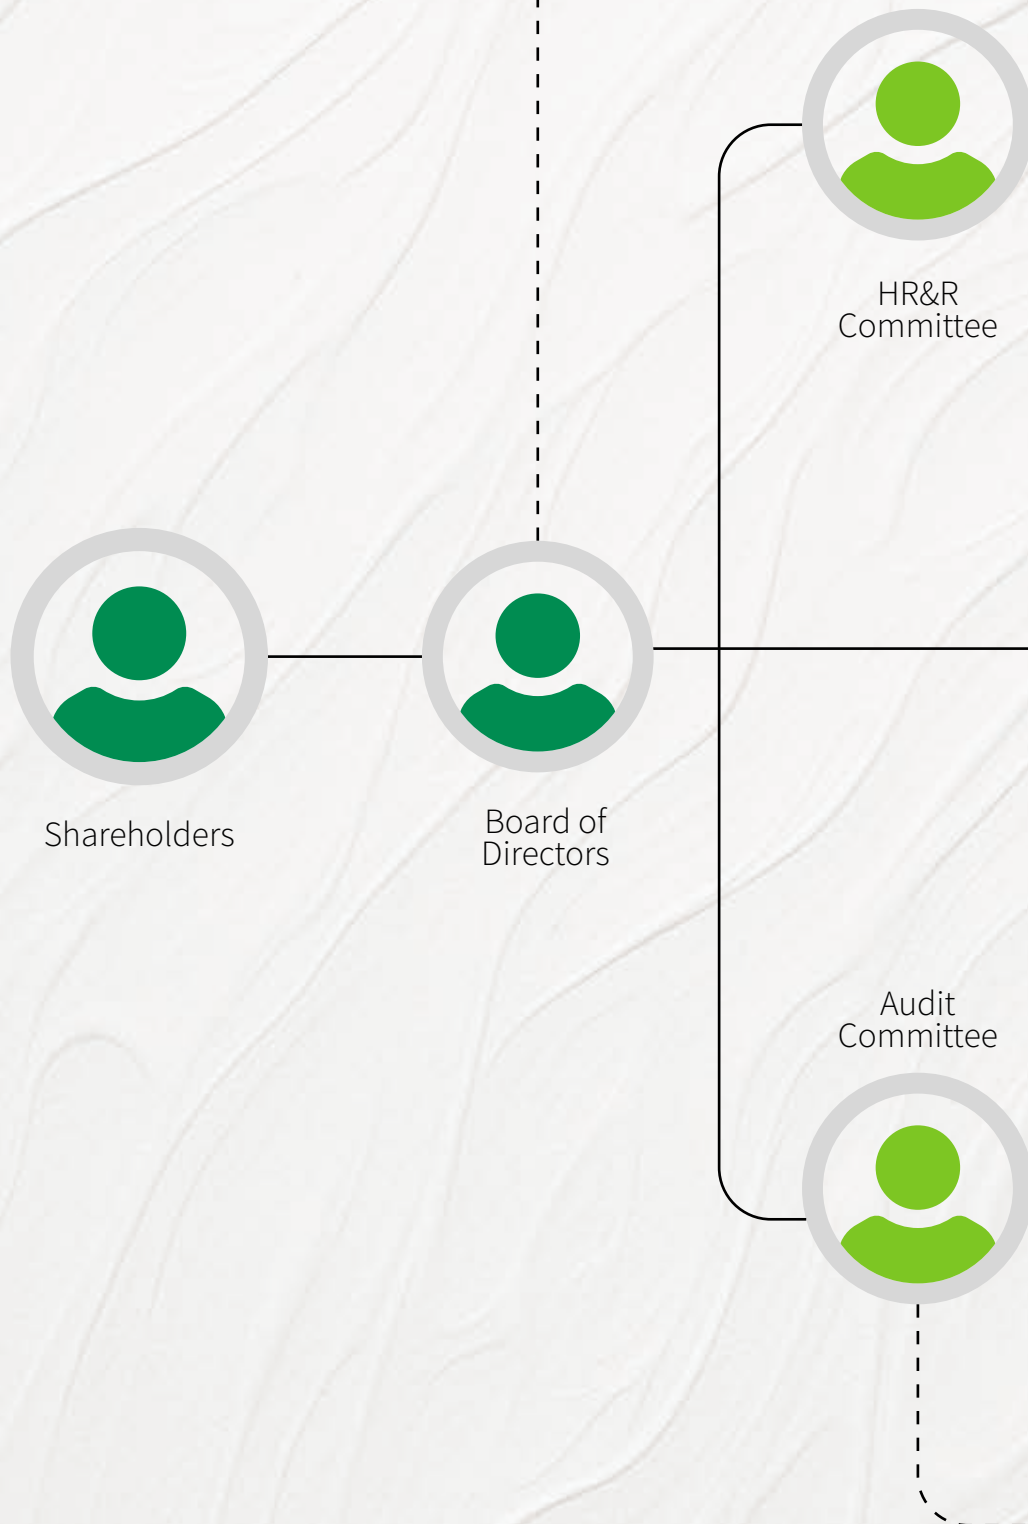 HR&R
Committee
Shareholders
Board of
Directors
Audit
Committee